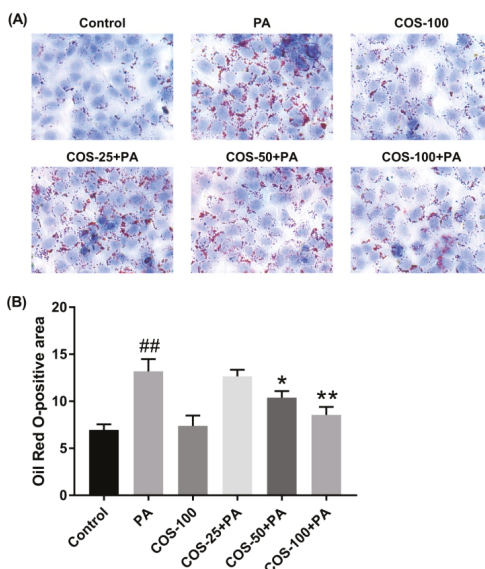 (A)
Control PA COS-100
COS-25+PA COS-50+PA COS-100+PA
(B)
Oil Red O-positive area
20
15
10
5
0
##
*
**
Control PA COS-100 COS-25+PA COS-50+PA COS-100+PA